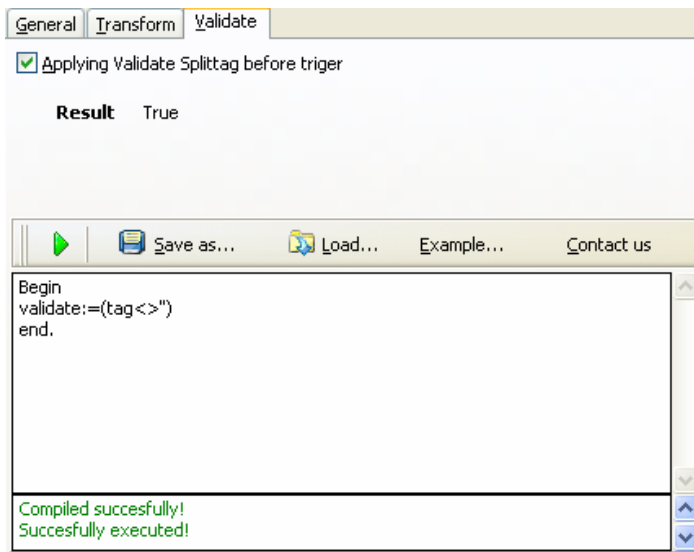 General Transform Validate
Applying Validate Splittag before triger
Result True
Save as... Load... Example... Contact us
Begin
validate:=(tag<>'')
end.
Compiled succesfully!
Succesfully executed!